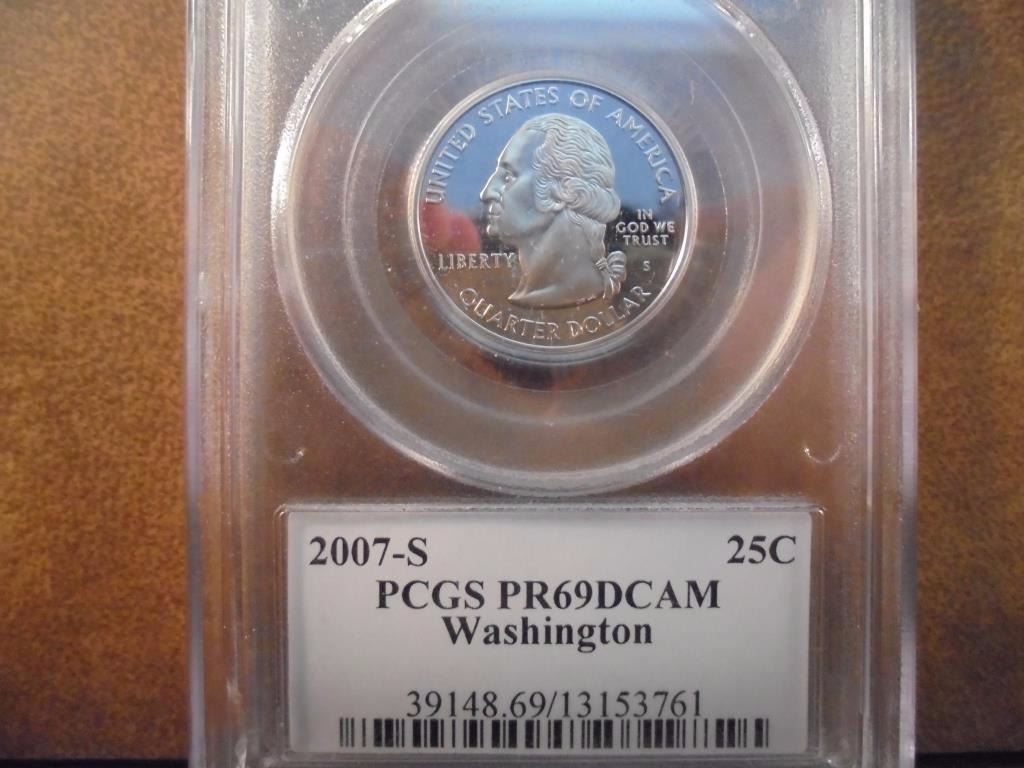 UNITED STATES OF AMERICA
IN
GOD WE
TRUST
LIBERTY
S
QUARTER DOLLAR
2007-S 25C
PCGS PR69DCAM
Washington
39148.69/13153761